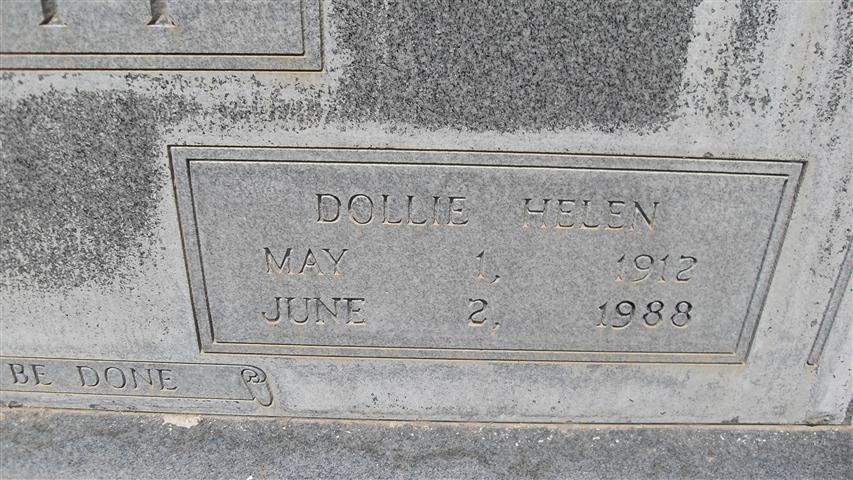 DOLLIE HELEN
MAY 1, 1912
JUNE 2, 1988
BE DONE